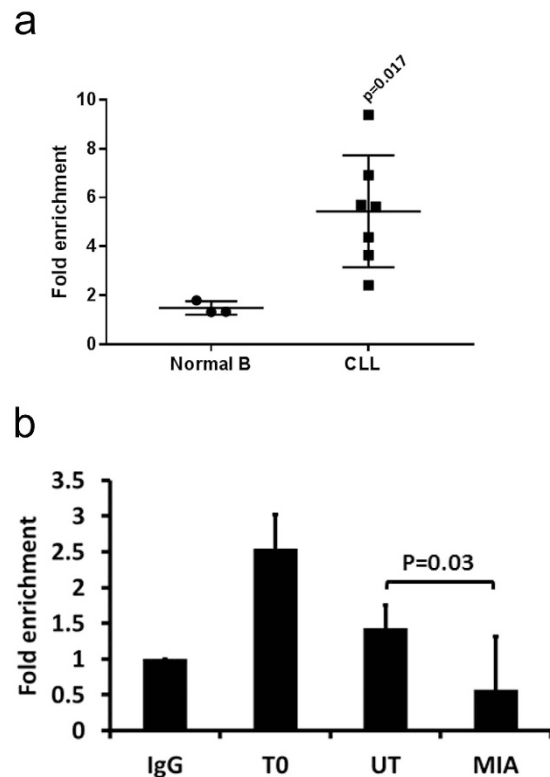 a
p=0.017
Fold enrichment
10
8
6
4
2
0
Normal B CLL
b
Fold enrichment
3.5
3
2.5
2
1.5
1
0.5
0
P=0.03
IgG T0 UT MIA